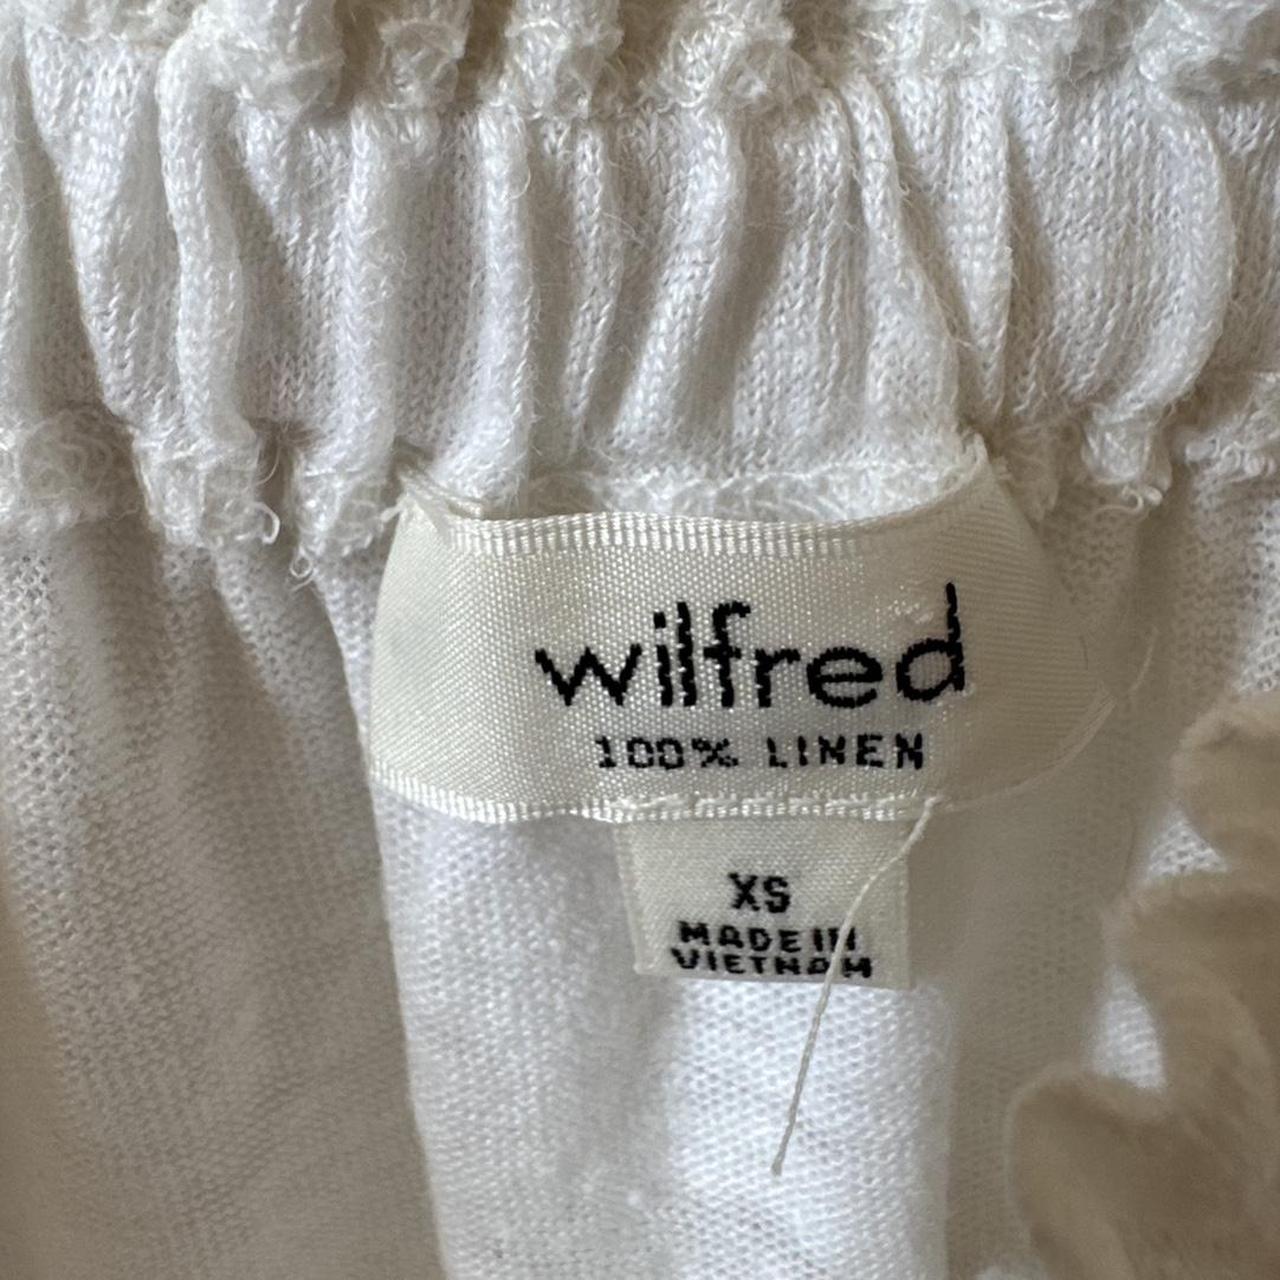 wilfred
100% LINEN
XS
MADE IN
VIETNAM